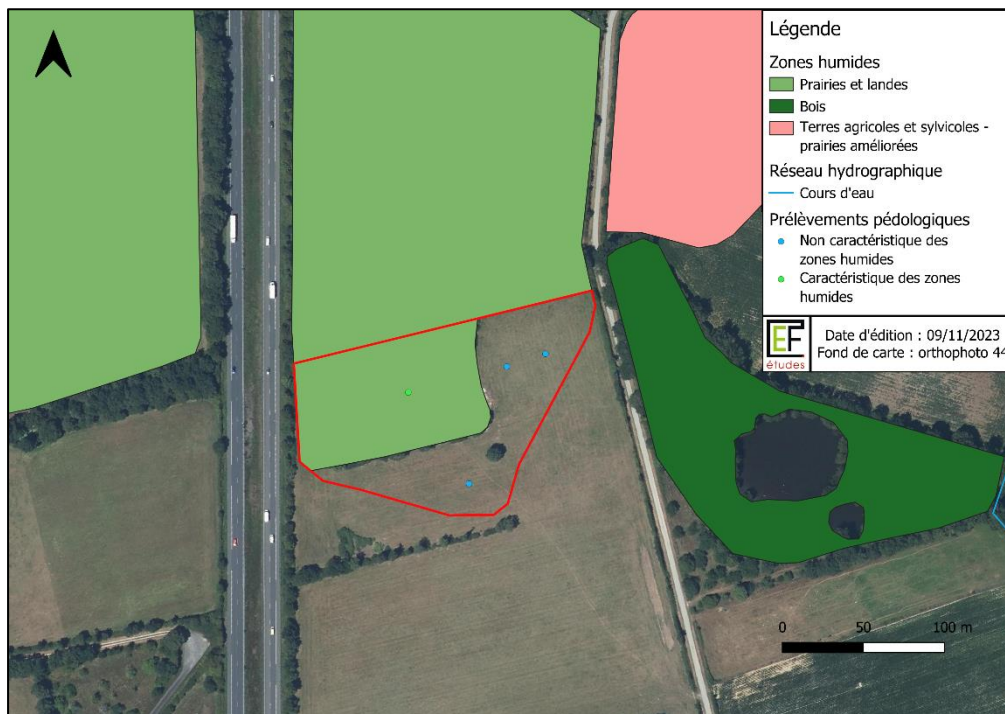 Légende
Zones humides
Prairies et landes
Bois
Terres agricoles et sylvicoles -
prairies améliorées
Réseau hydrographique
Cours d'eau
Prélèvements pédologiques
Non caractéristique des
zones humides
Caractéristique des zones
humides
CEF
études
Date d'édition : 09/11/2023
Fond de carte : orthophoto 44
0 50 100 m